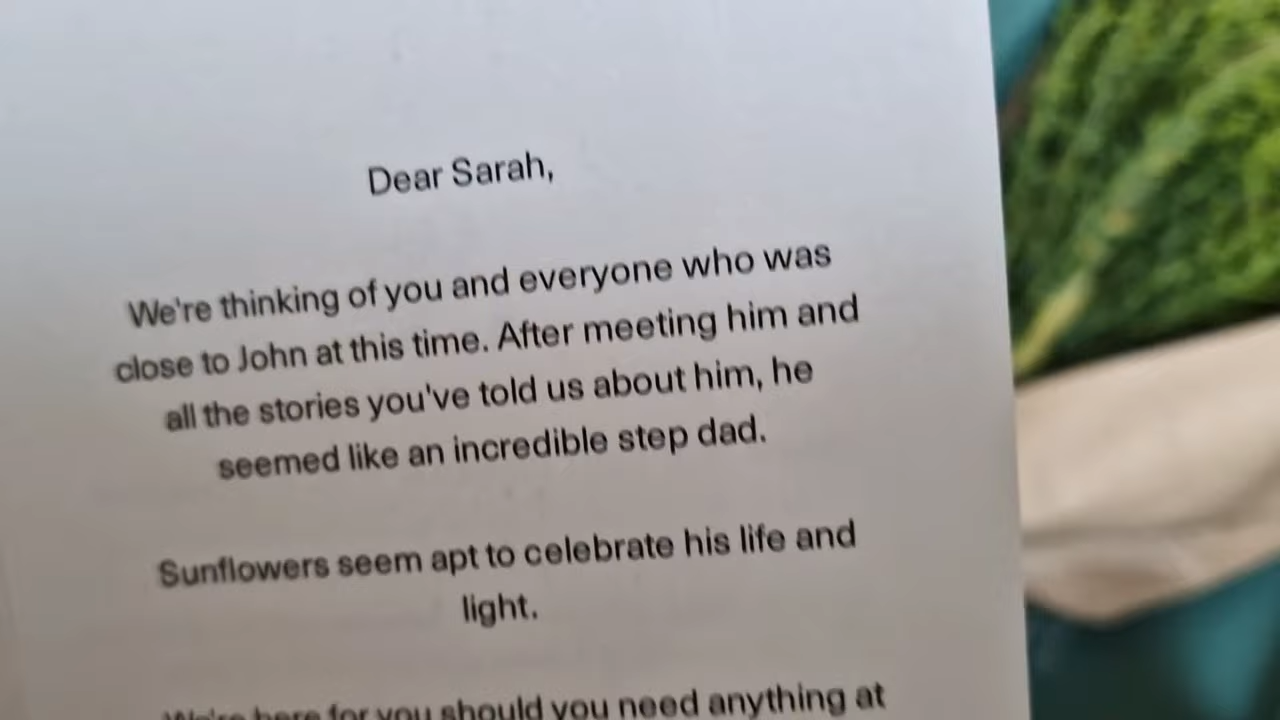 Dear Sarah,
We're thinking of you and everyone who was
close to John at this time. After meeting him and
all the stories you've told us about him, he
seemed like an incredible step dad.
Sunflowers seem apt to celebrate his life and
light.
We're here for you should you need anything at